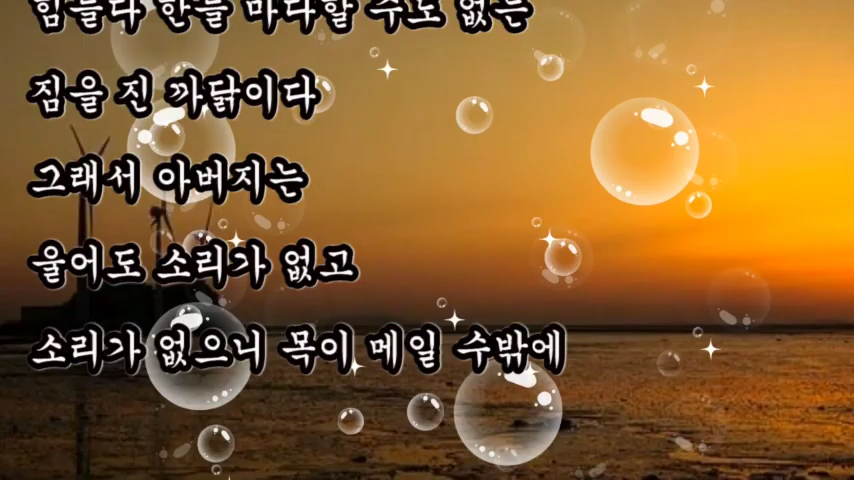 힘들다 한들 마다할 수도 없는
짐을 진 까닭이다
그래서 아버지는
울어도 소리가 없고
소리가 없으니 목이 메일 수밖에